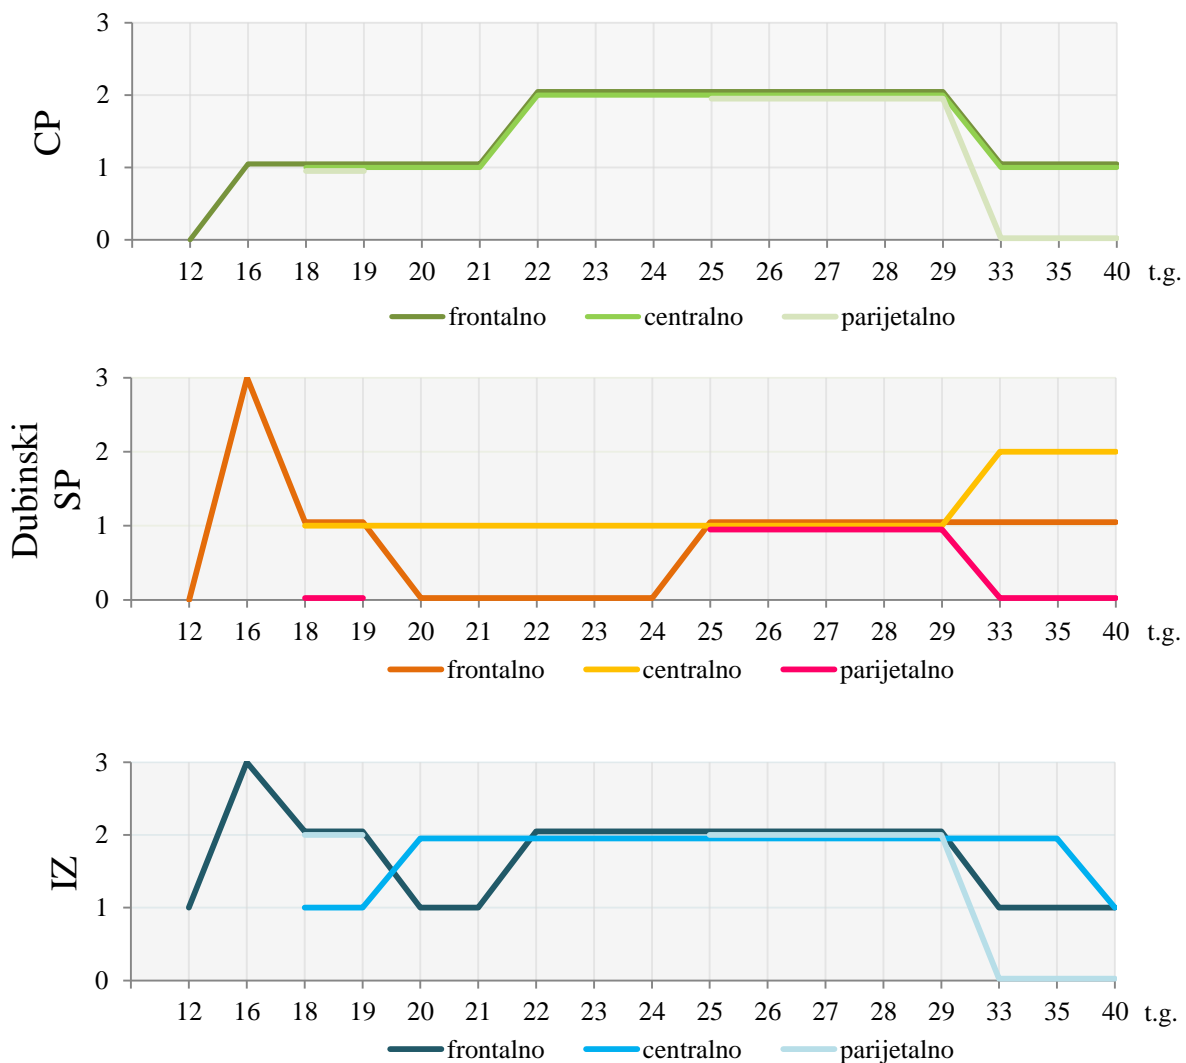 3
CP
2
1
0
12 16 18 19 20 21 22 23 24 25 26 27 28 29 33 35 40 t.g.
frontalno centralno parijetalno
3
Dubinski
SP
2
1
0
12 16 18 19 20 21 22 23 24 25 26 27 28 29 33 35 40 t.g.
frontalno centralno parijetalno
3
IZ
2
1
0
12 16 18 19 20 21 22 23 24 25 26 27 28 29 33 35 40 t.g.
frontalno centralno parijetalno